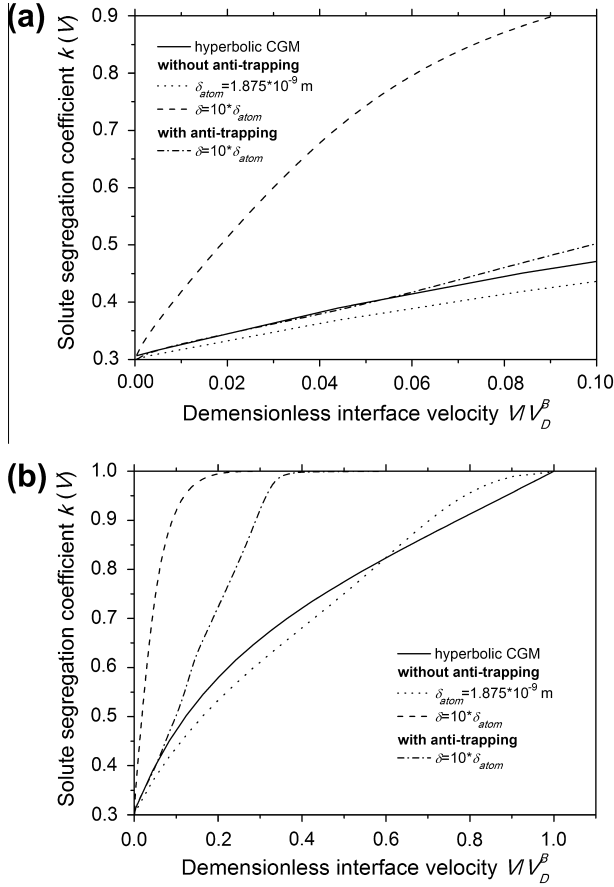 (a)
0.9
0.8
0.7
0.6
0.5
0.4
0.3
Solute segregation coefficient k (V)
hyperbolic CGM
without anti-trapping
δatom=1.875*10-9 m
δ=10*δatom
with anti-trapping
δ=10*δatom
0.00 0.02 0.04 0.06 0.08 0.10
Demensionless interface velocity V/VDB
(b)
1.0
0.9
0.8
0.7
0.6
0.5
0.4
0.3
Solute segregation coefficient k (V)
hyperbolic CGM
without anti-trapping
δatom=1.875*10-9 m
δ=10*δatom
with anti-trapping
δ=10*δatom
0.0 0.2 0.4 0.6 0.8 1.0
Demensionless interface velocity V/VDB